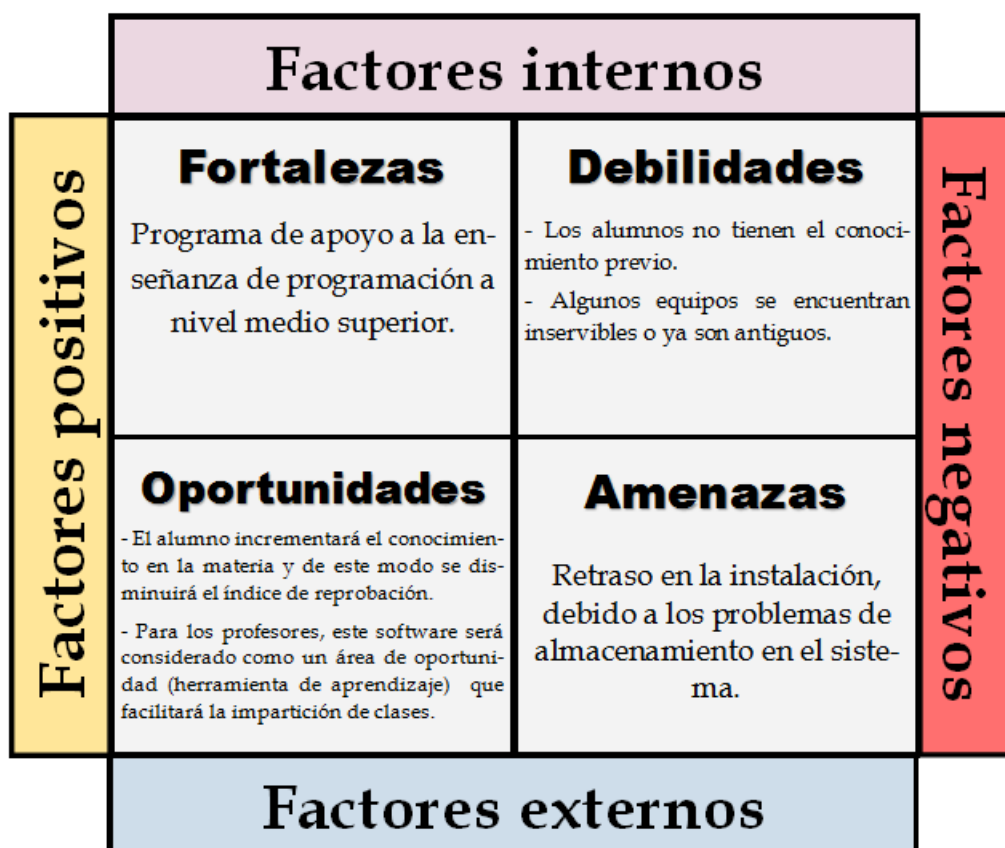 Factores internos
Factores positivos
Fortalezas
Programa de apoyo a la en-
señanza de programación a
nivel medio superior.
Debilidades
- Los alumnos no tienen el conoci-
miento previo.
- Algunos equipos se encuentran
inservibles o ya son antiguos.
Factores negativos
Oportunidades
- El alumno incrementará el conocimien-
to en la materia y de este modo se dis-
minuirá el índice de reprobación.
- Para los profesores, este software será
considerado como un área de oportuni-
dad (herramienta de aprendizaje) que
facilitará la impartición de clases.
Amenazas
Retraso en la instalación,
debido a los problemas de
almacenamiento en el siste-
ma.
Factores externos